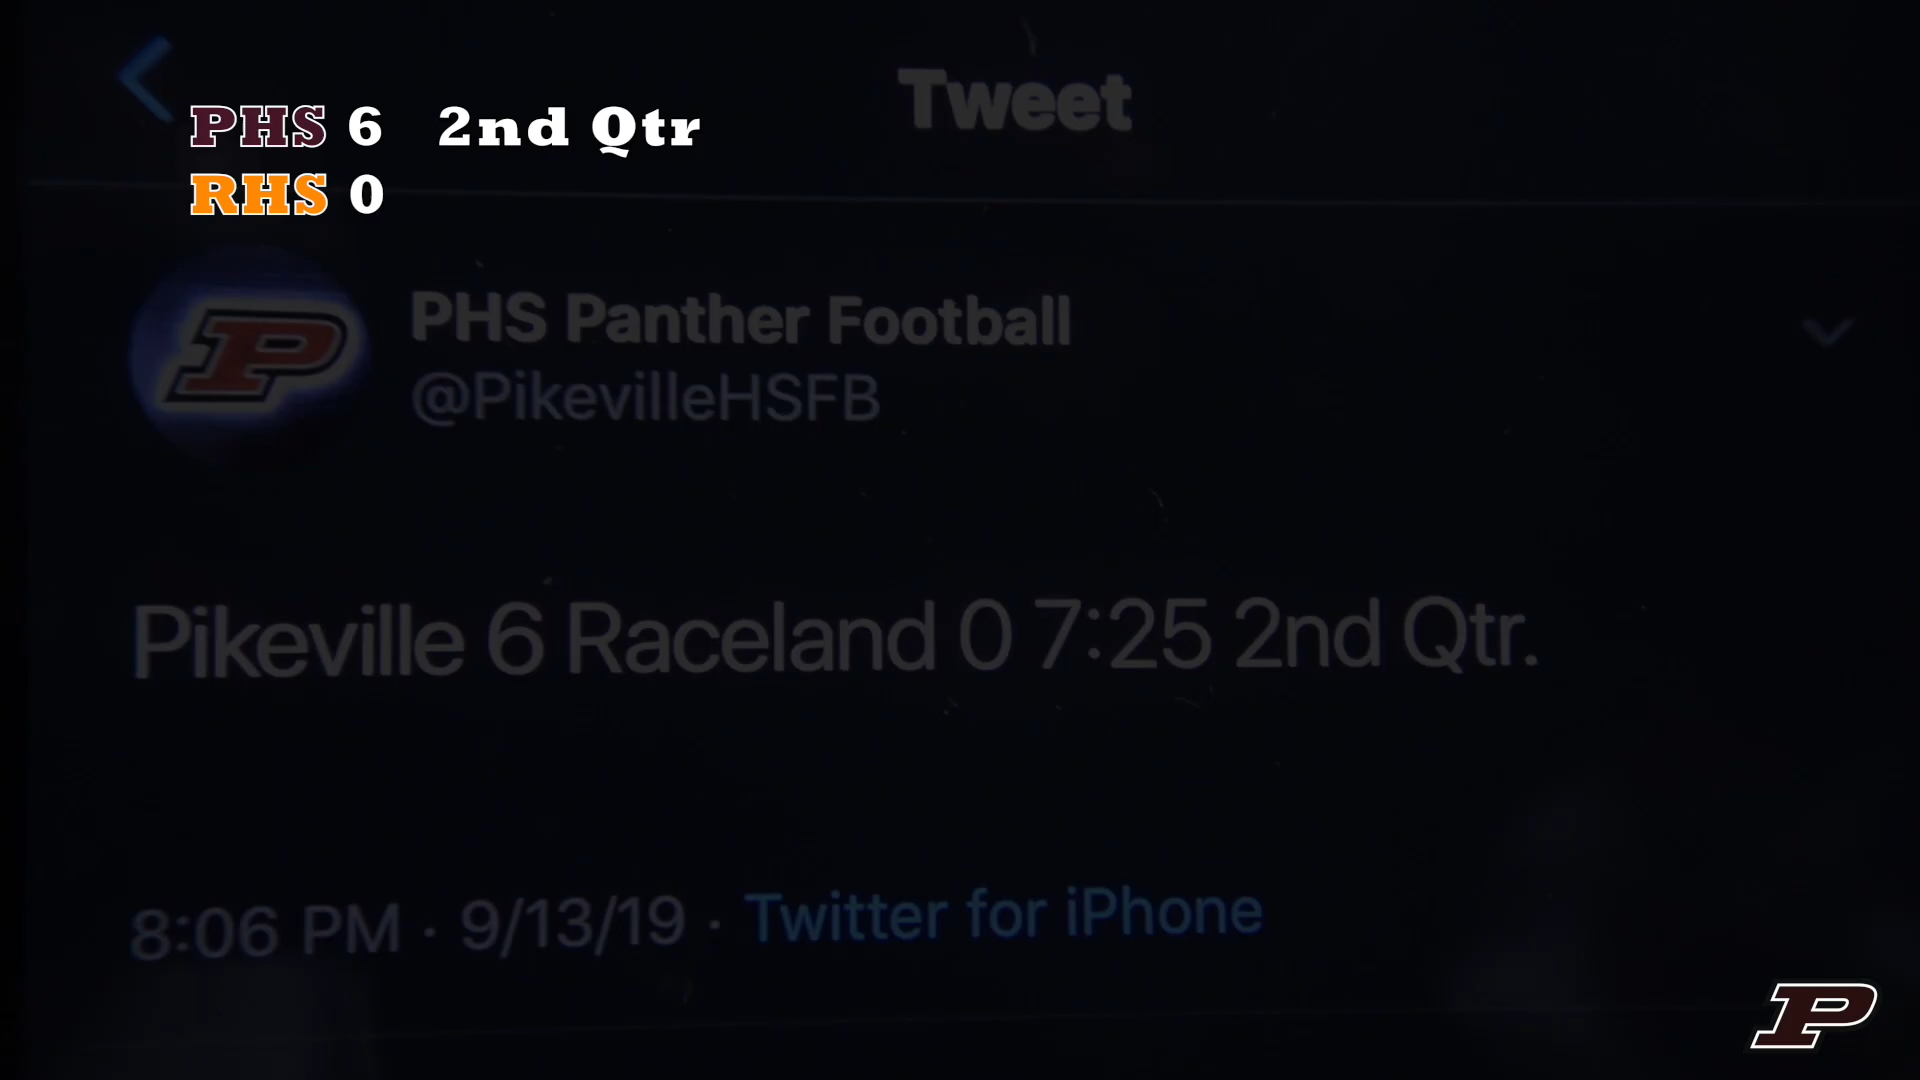 Tweet
PHS 6 2nd Qtr
RHS 0
P
PHS Panther Football
@PikevilleHSFB
Pikeville 6 Raceland 0 7:25 2nd Qtr.
8:06 PM · 9/13/19 · Twitter for iPhone
P